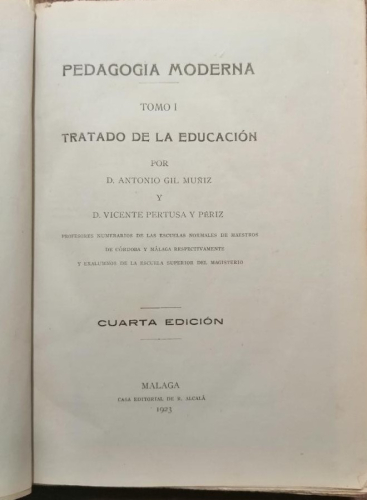 PEDAGOGIA MODERNA
TOMO I
TRATADO DE LA EDUCACIÓN
POR
D. ANTONIO GIL MUÑIZ
Y
D. VICENTE PERTUSA Y PÉRIZ
PROFESORES NUMERARIOS DE LAS ESCUELAS NORMALES DE MAESTROS
DE CÓRDOBA Y MÁLAGA RESPECTIVAMENTE
Y EXALUMNOS DE LA ESCUELA SUPERIOR DEL MAGISTERIO
CUARTA EDICIÓN
MALAGA
CASA EDITORIAL DE R. ALCALÁ
1923